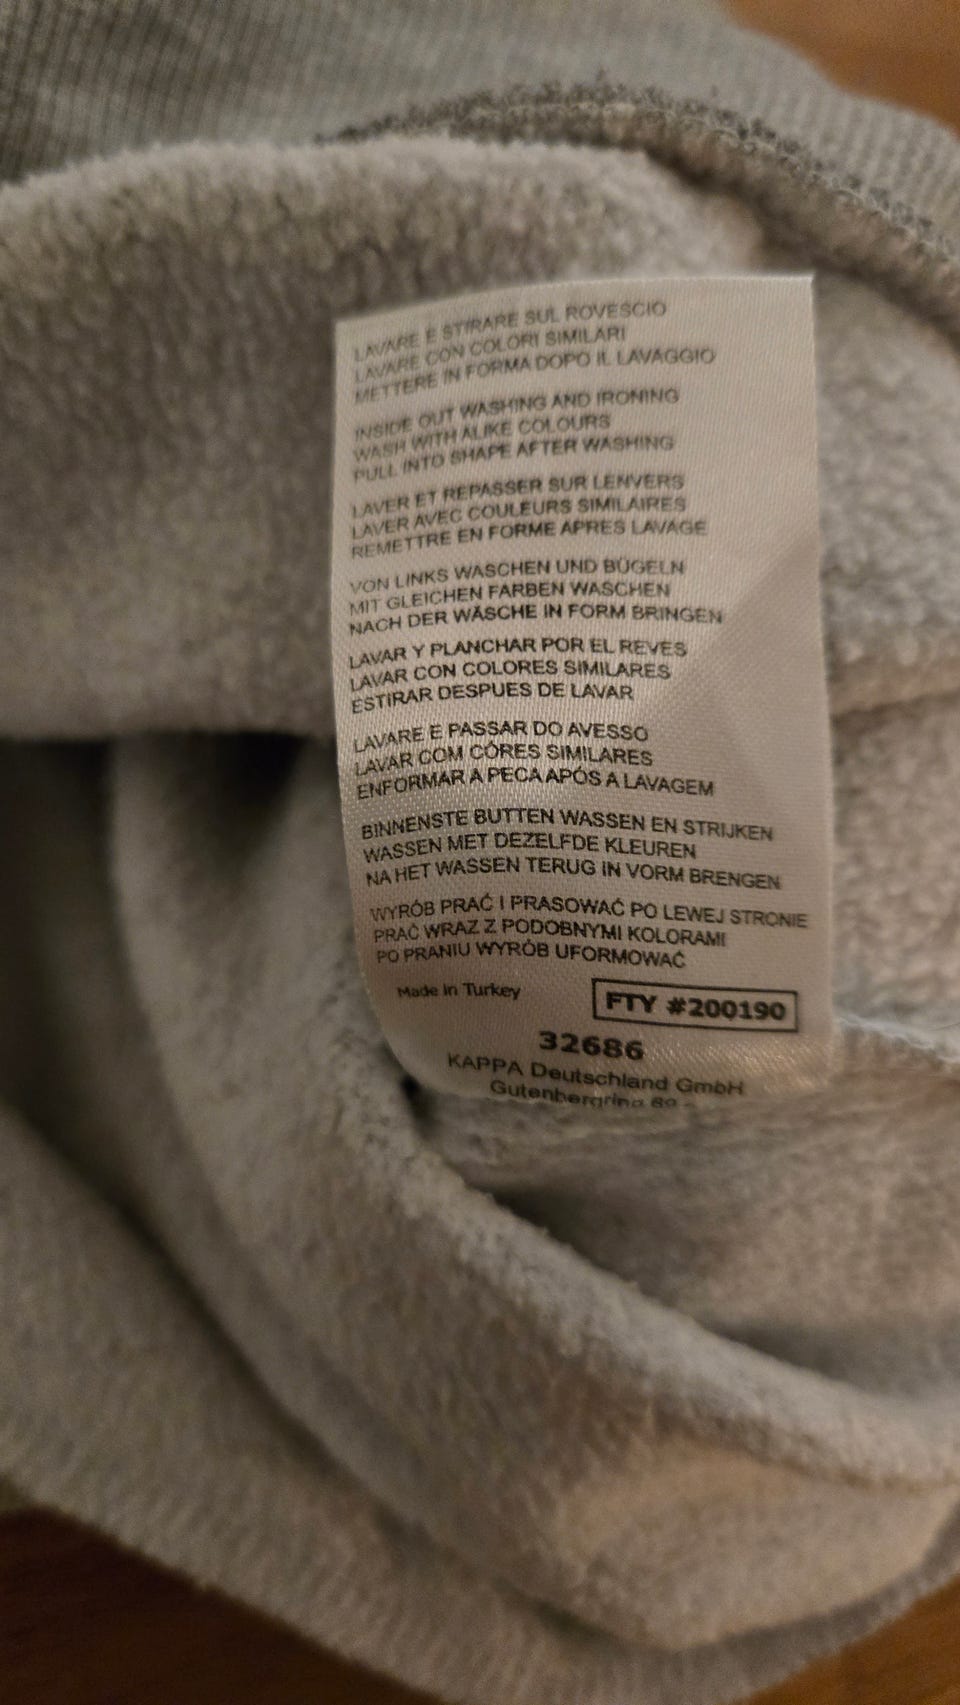 LAVARE E STIRARE SUL ROVESCIO
LAVARE CON COLORI SIMILARI
METTERE IN FORMA DOPO IL LAVAGGIO
INSIDE OUT WASHING AND IRONING
WASH WITH ALIKE COLOURS
PULL INTO SHAPE AFTER WASHING
LAVER ET REPASSER SUR LENVERS
LAVER AVEC COULEURS SIMILAIRES
REMETTRE EN FORME APRES LAVAGE
VON LINKS WASCHEN UND BÜGELN
MIT GLEICHEN FARBEN WASCHEN
NACH DER WÄSCHE IN FORM BRINGEN
LAVAR Y PLANCHAR POR EL REVES
LAVAR CON COLORES SIMILARES
ESTIRAR DESPUES DE LAVAR
LAVARE E PASSAR DO AVESSO
LAVAR COM CÔRES SIMILARES
ENFORMAR A PECA APÓS A LAVAGEM
BINNENSTE BUTTEN WASSEN EN STRIJKEN
WASSEN MET DEZELFDE KLEUREN
NA HET WASSEN TERUG IN VORM BRENGEN
WYRÓB PRAĆ I PRASOWAĆ PO LEWEJ STRONIE
PRAĆ WRAZ Z PODOBNYMI KOLORAMI
PO PRANIU WYRÓB UFORMOWAĆ
Made in Turkey
FTY #200190
32686
KAPPA Deutschland GmbH
Gutenbergring